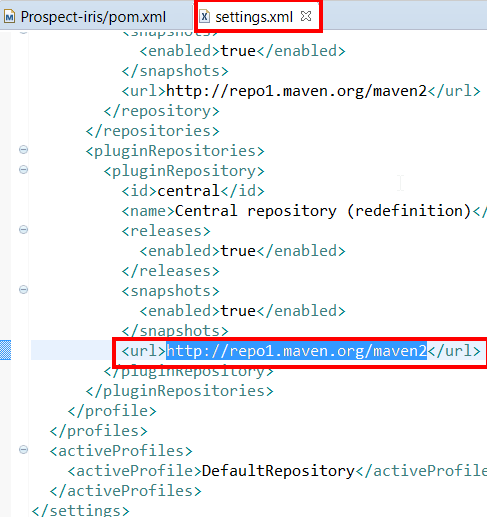 Prospect-iris/pom.xml settings.xml
<snapshots>
<enabled>true</enabled>
</snapshots>
<url>http://repo1.maven.org/maven2</url>
</repository>
</repositories>
<pluginRepositories>
<pluginRepository>
<id>central</id>
<name>Central repository (redefinition)</
<releases>
<enabled>true</enabled>
</releases>
<snapshots>
<enabled>true</enabled>
</snapshots>
<url>http://repo1.maven.org/maven2</url>
</pluginRepository>
</pluginRepositories>
</profile>
</profiles>
<activeProfiles>
<activeProfile>DefaultRepository</activeProfile
</activeProfiles>
</settings>